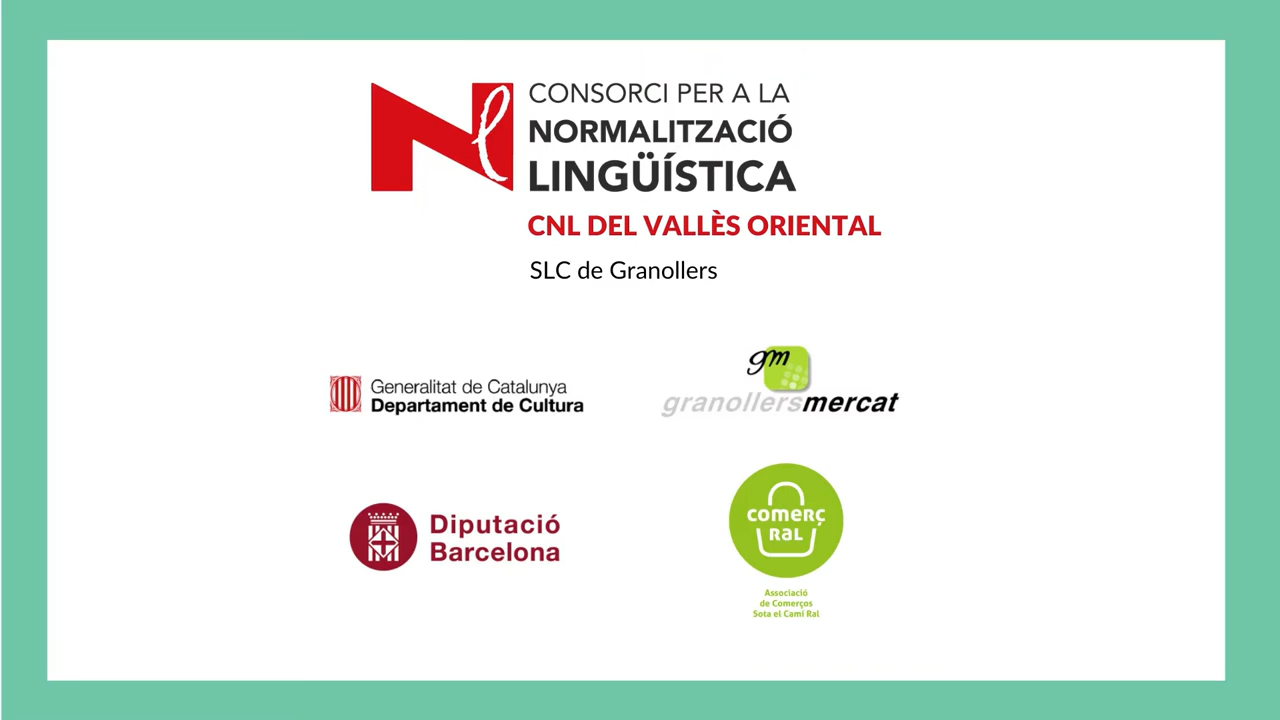 CONSORCI PER A LA
NORMALITZACIÓ
LINGÜÍSTICA
CNL DEL VALLÈS ORIENTAL
SLC de Granollers
Generalitat de Catalunya
Departament de Cultura
gm
granollersmercat
Diputació
Barcelona
comerç
Ral
Associació
de Comerços
Sota el Camí Ral